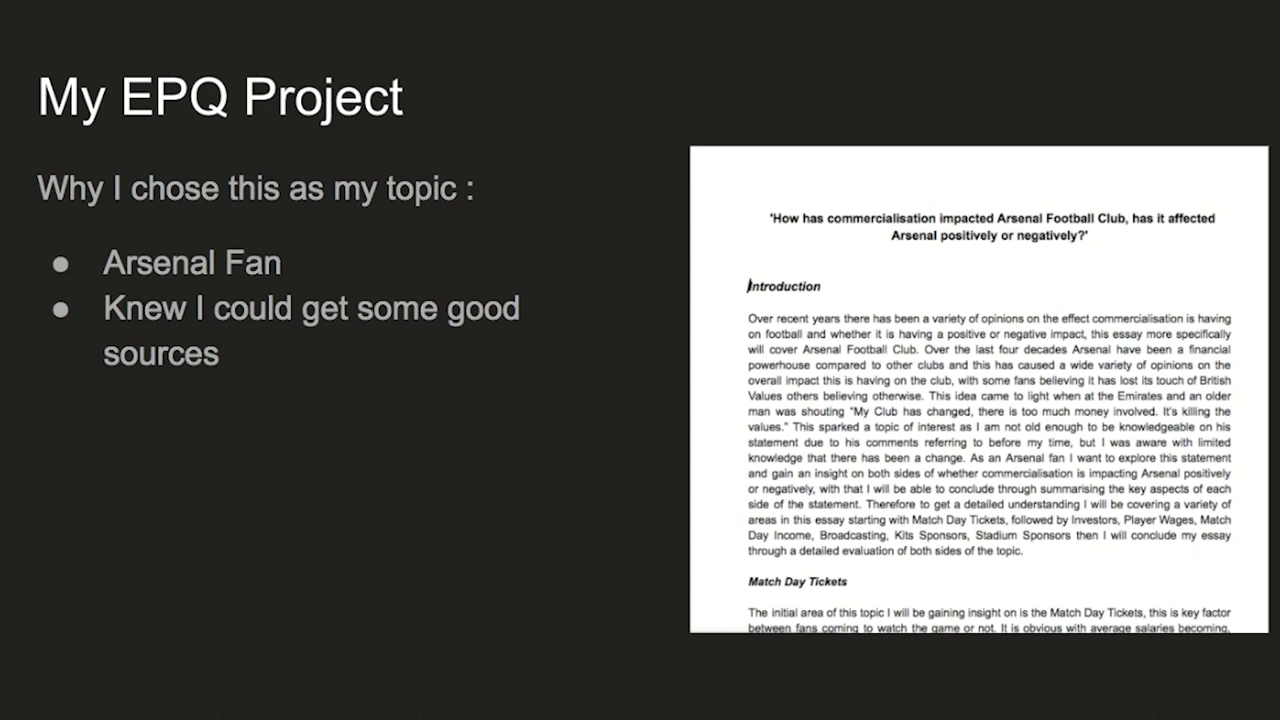 My EPQ Project
Why I chose this as my topic :
● Arsenal Fan
● Knew I could get some good
sources
'How has commercialisation impacted Arsenal Football Club, has it affected
Arsenal positively or negatively?'
Introduction
Over recent years there has been a variety of opinions on the effect commercialisation is having
on football and whether it is having a positive or negative impact, this essay more specifically
will cover Arsenal Football Club. Over the last four decades Arsenal have been a financial
powerhouse compared to other clubs and this has caused a wide variety of opinions on the
overall impact this is having on the club, with some fans believing it has lost its touch of British
Values others believing otherwise. This idea came to light when at the Emirates and an older
man was shouting "My Club has changed, there is too much money involved. It's killing the
values." This sparked a topic of interest as I am not old enough to be knowledgeable on his
statement due to his comments referring to before my time, but I was aware with limited
knowledge that there has been a change. As an Arsenal fan I want to explore this statement
and gain an insight on both sides of whether commercialisation is impacting Arsenal positively
or negatively, with that I will be able to conclude through summarising the key aspects of each
side of the statement. Therefore to get a detailed understanding I will be covering a variety of
areas in this essay starting with Match Day Tickets, followed by Investors, Player Wages, Match
Day Income, Broadcasting, Kits Sponsors, Stadium Sponsors then I will conclude my essay
through a detailed evaluation of both sides of the topic.
Match Day Tickets
The initial area of this topic I will be gaining insight on is the Match Day Tickets, this is key factor
between fans coming to watch the game or not. It is obvious with average salaries becoming,